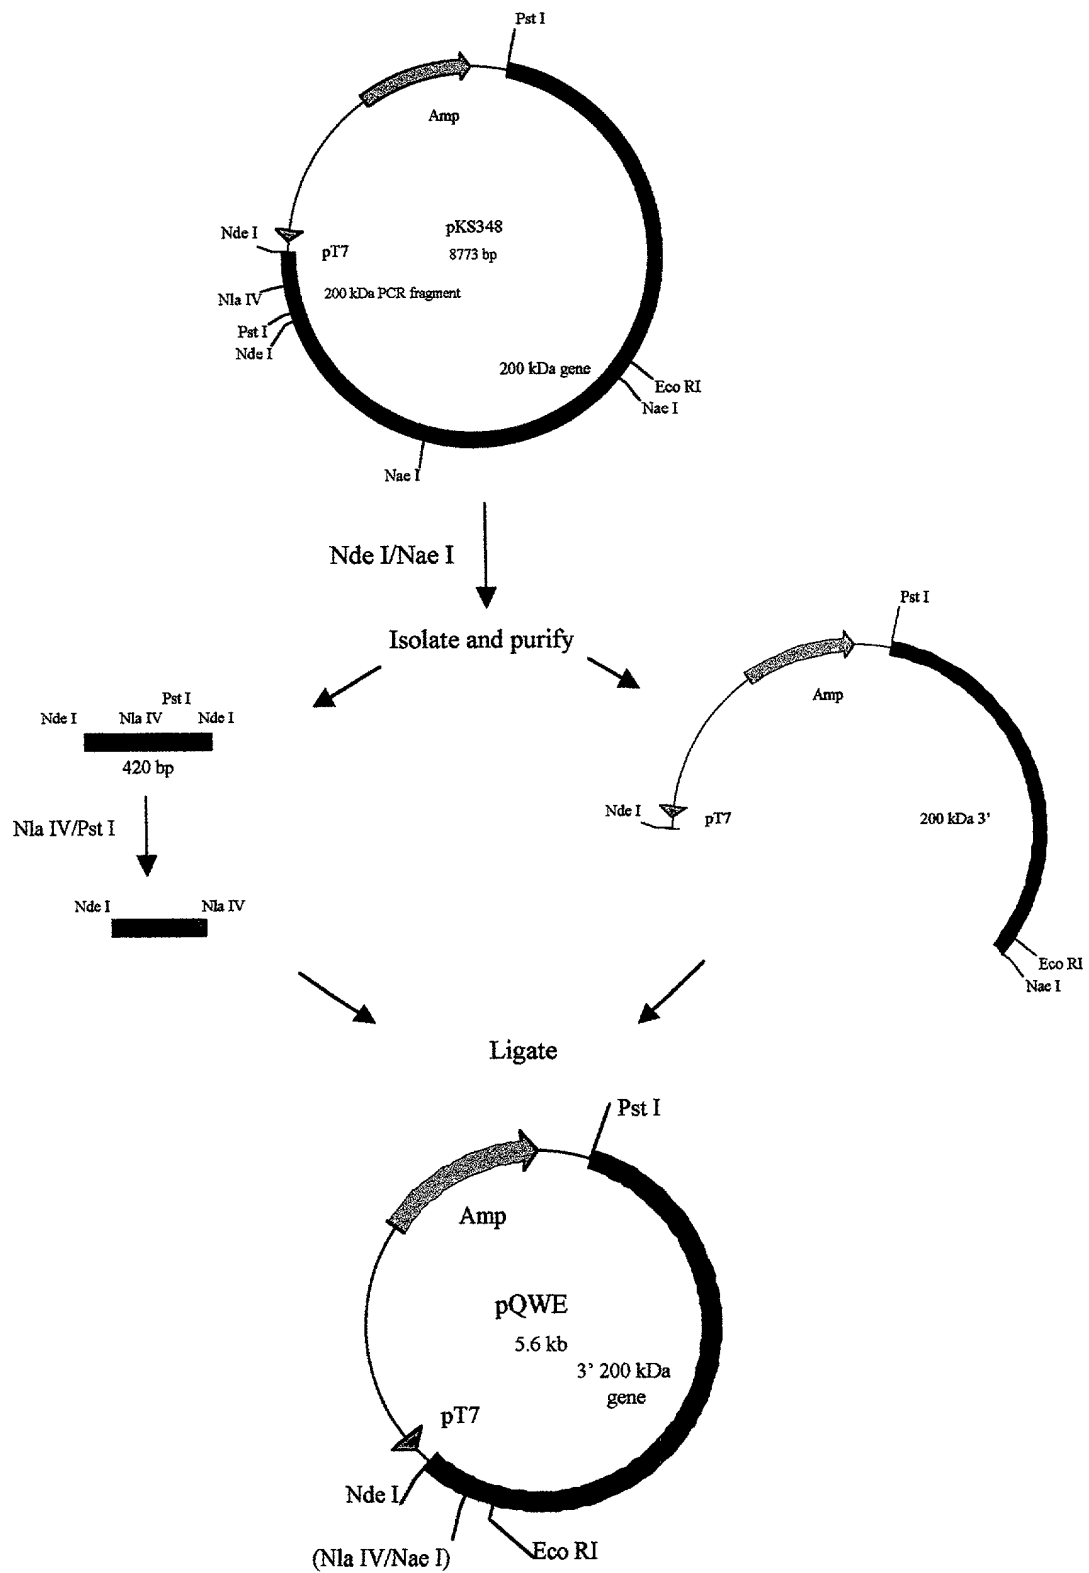 Pst I
Amp
Nde I
pT7
pKS348
8773 bp
Nla IV
200 kDa PCR fragment
Pst I
Nde I
200 kDa gene
Eco RI
Nae I
Nae I
Nde I/Nae I
Isolate and purify
Pst I
Nde I
Nla IV
Nde I
420 bp
Nla IV/Pst I
Nde I
Nla IV
Pst I
Amp
Nde I
pT7
200 kDa 3'
Eco RI
Nae I
Ligate
Pst I
Amp
pQWE
5.6 kb
3' 200 kDa
gene
pT7
Nde I
(Nla IV/Nae I)
Eco RI